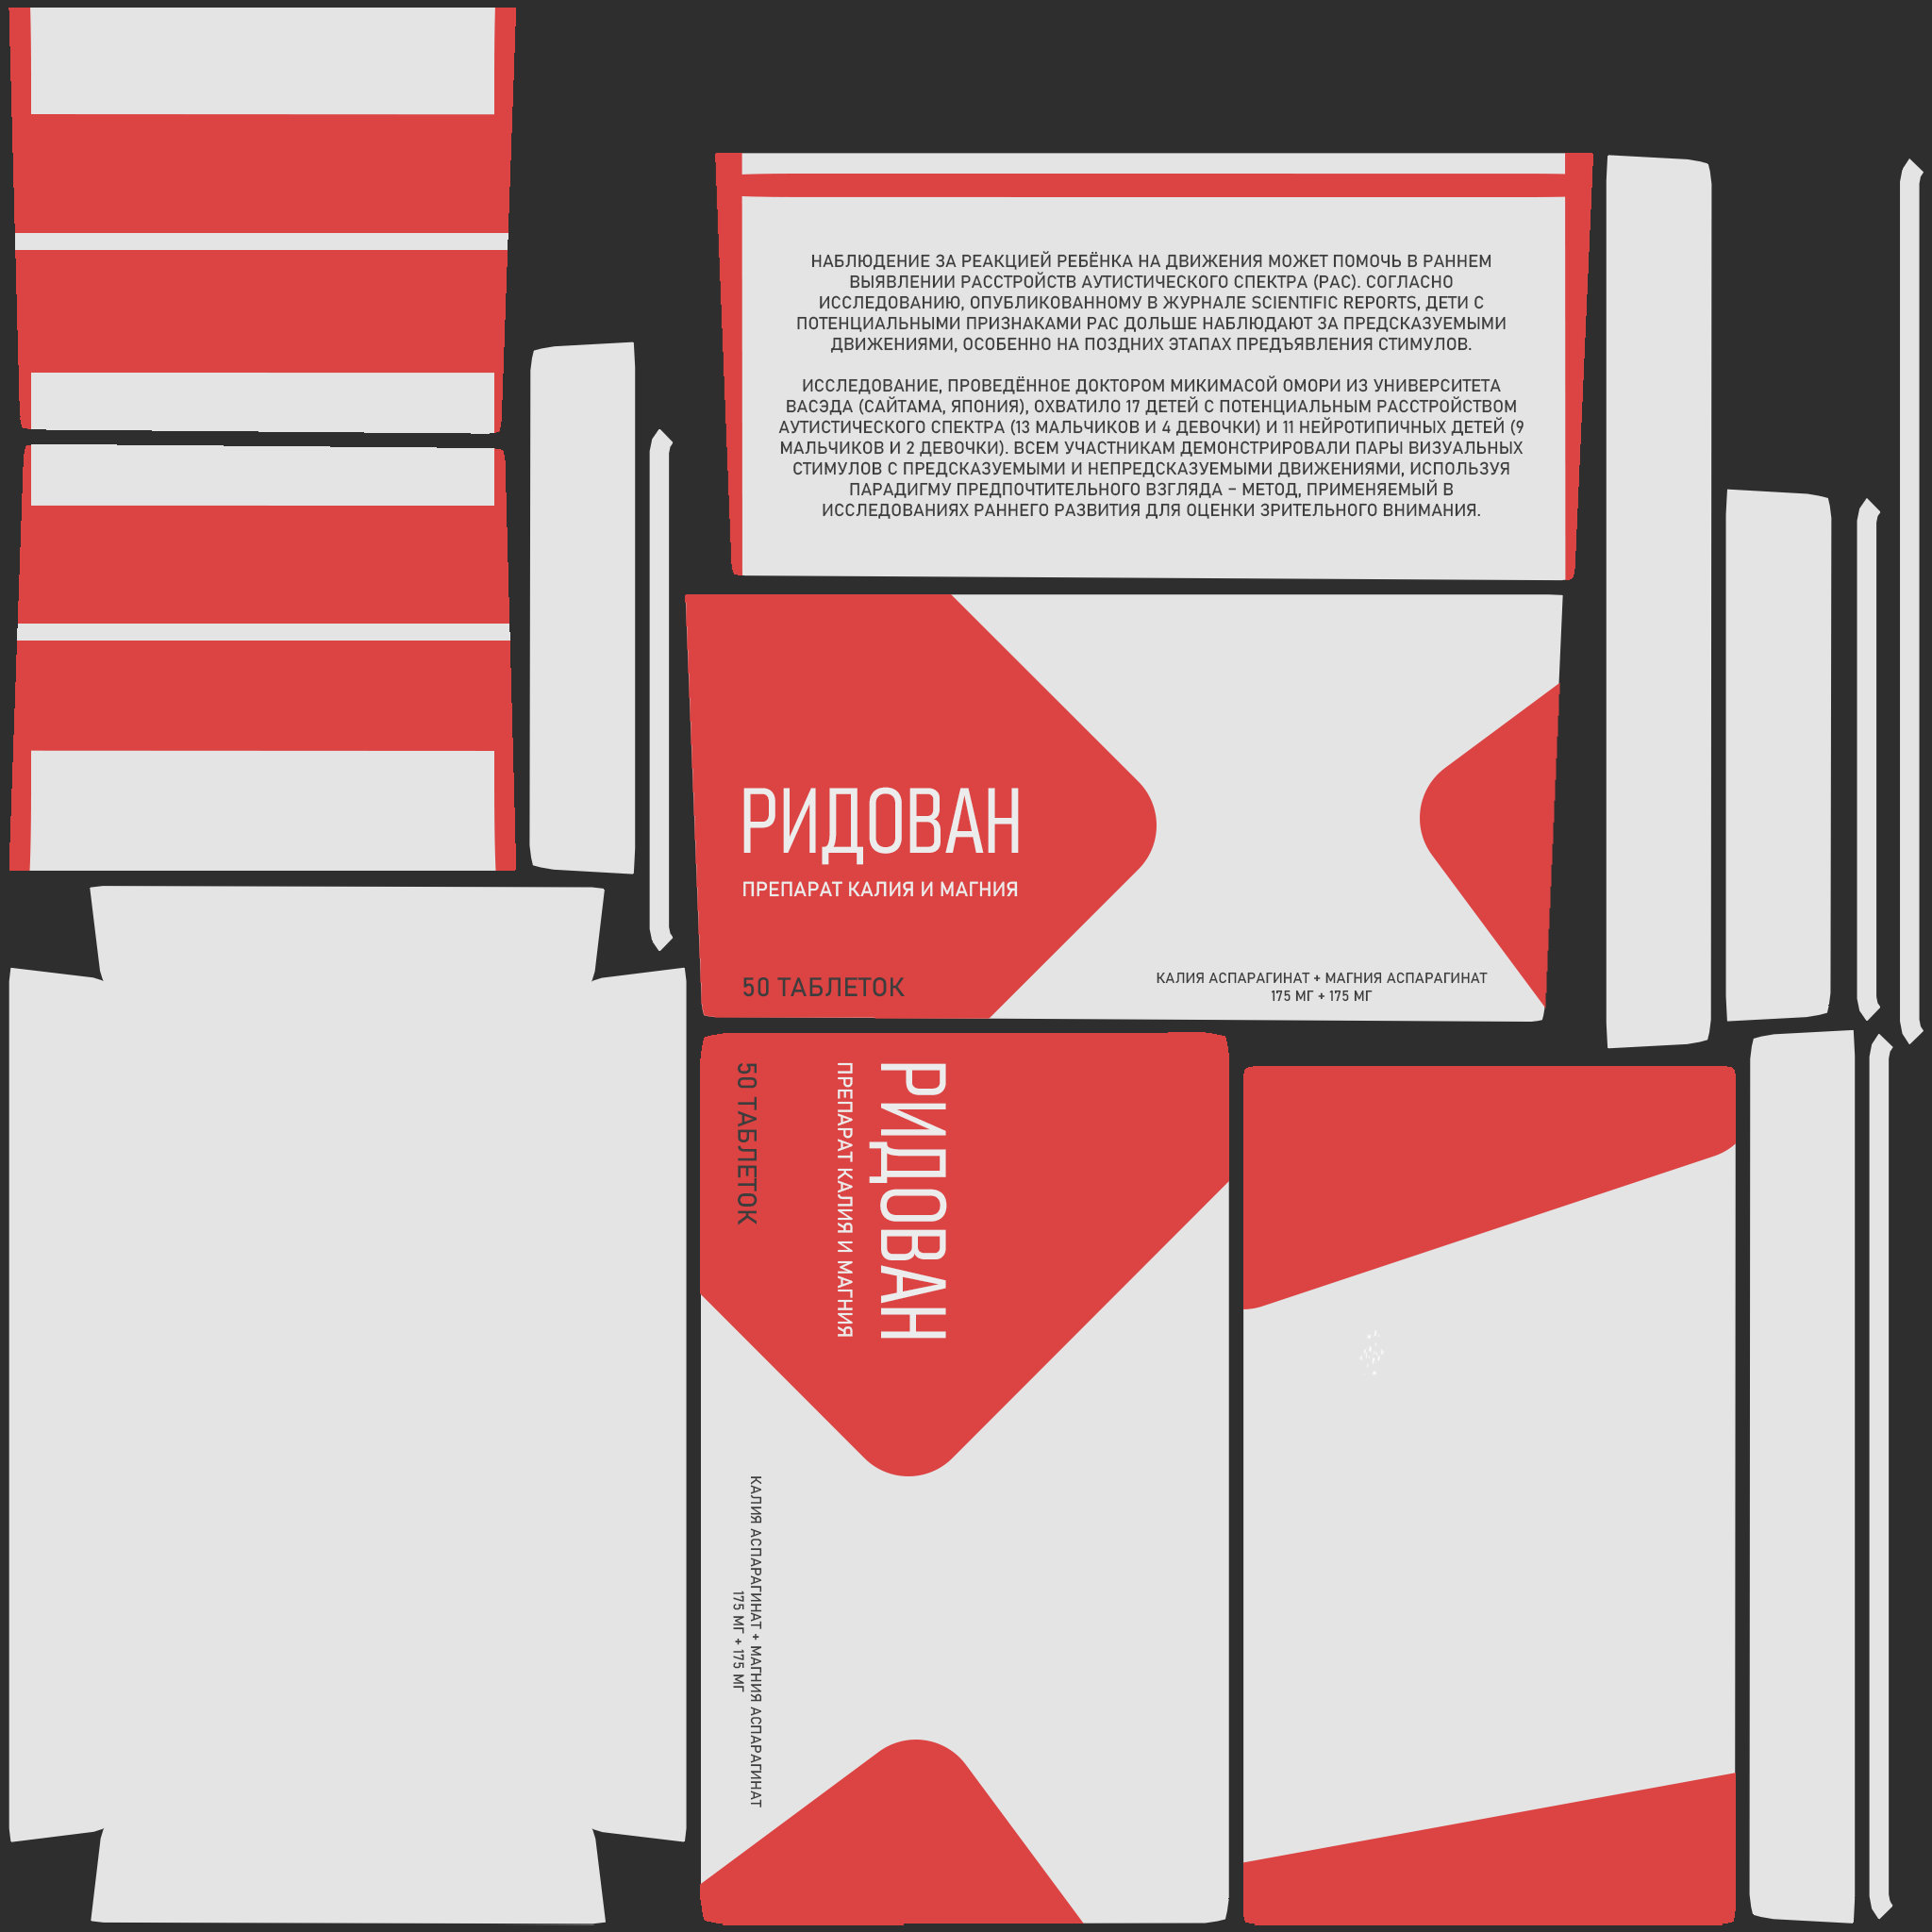 НАБЛЮДЕНИЕ ЗА РЕАКЦИЕЙ РЕБЁНКА НА ДВИЖЕНИЯ МОЖЕТ ПОМОЧЬ В РАННЕМ
ВЫЯВЛЕНИИ РАССТРОЙСТВ АУТИСТИЧЕСКОГО СПЕКТРА (РАС). СОГЛАСНО
ИССЛЕДОВАНИЮ, ОПУБЛИКОВАННОМУ В ЖУРНАЛЕ SCIENTIFIC REPORTS, ДЕТИ С
ПОТЕНЦИАЛЬНЫМИ ПРИЗНАКАМИ РАС ДОЛЬШЕ НАБЛЮДАЮТ ЗА ПРЕДСКАЗУЕМЫМИ
ДВИЖЕНИЯМИ, ОСОБЕННО НА ПОЗДНИХ ЭТАПАХ ПРЕДЪЯВЛЕНИЯ СТИМУЛОВ.
ИССЛЕДОВАНИЕ, ПРОВЕДЁННОЕ ДОКТОРОМ МИКИМАСОЙ ОМОРИ ИЗ УНИВЕРСИТЕТА
ВАСЭДА (САЙТАМА, ЯПОНИЯ), ОХВАТИЛО 17 ДЕТЕЙ С ПОТЕНЦИАЛЬНЫМ РАССТРОЙСТВОМ
АУТИСТИЧЕСКОГО СПЕКТРА (13 МАЛЬЧИКОВ И 4 ДЕВОЧКИ) И 11 НЕЙРОТИПИЧНЫХ ДЕТЕЙ (9
МАЛЬЧИКОВ И 2 ДЕВОЧКИ). ВСЕМ УЧАСТНИКАМ ДЕМОНСТРИРОВАЛИ ПАРЫ ВИЗУАЛЬНЫХ
СТИМУЛОВ С ПРЕДСКАЗУЕМЫМИ И НЕПРЕДСКАЗУЕМЫМИ ДВИЖЕНИЯМИ, ИСПОЛЬЗУЯ
ПАРАДИГМУ ПРЕДПОЧТИТЕЛЬНОГО ВЗГЛЯДА – МЕТОД, ПРИМЕНЯЕМЫЙ В
ИССЛЕДОВАНИЯХ РАННЕГО РАЗВИТИЯ ДЛЯ ОЦЕНКИ ЗРИТЕЛЬНОГО ВНИМАНИЯ.
РИДОВАН
ПРЕПАРАТ КАЛИЯ И МАГНИЯ
50 ТАБЛЕТОК
КАЛИЯ АСПАРАГИНАТ + МАГНИЯ АСПАРАГИНАТ
175 МГ + 175 МГ
РИДОВАН
ПРЕПАРАТ КАЛИЯ И МАГНИЯ
50 ТАБЛЕТОК
КАЛИЯ АСПАРАГИНАТ + МАГНИЯ АСПАРАГИНАТ
175 МГ + 175 МГ